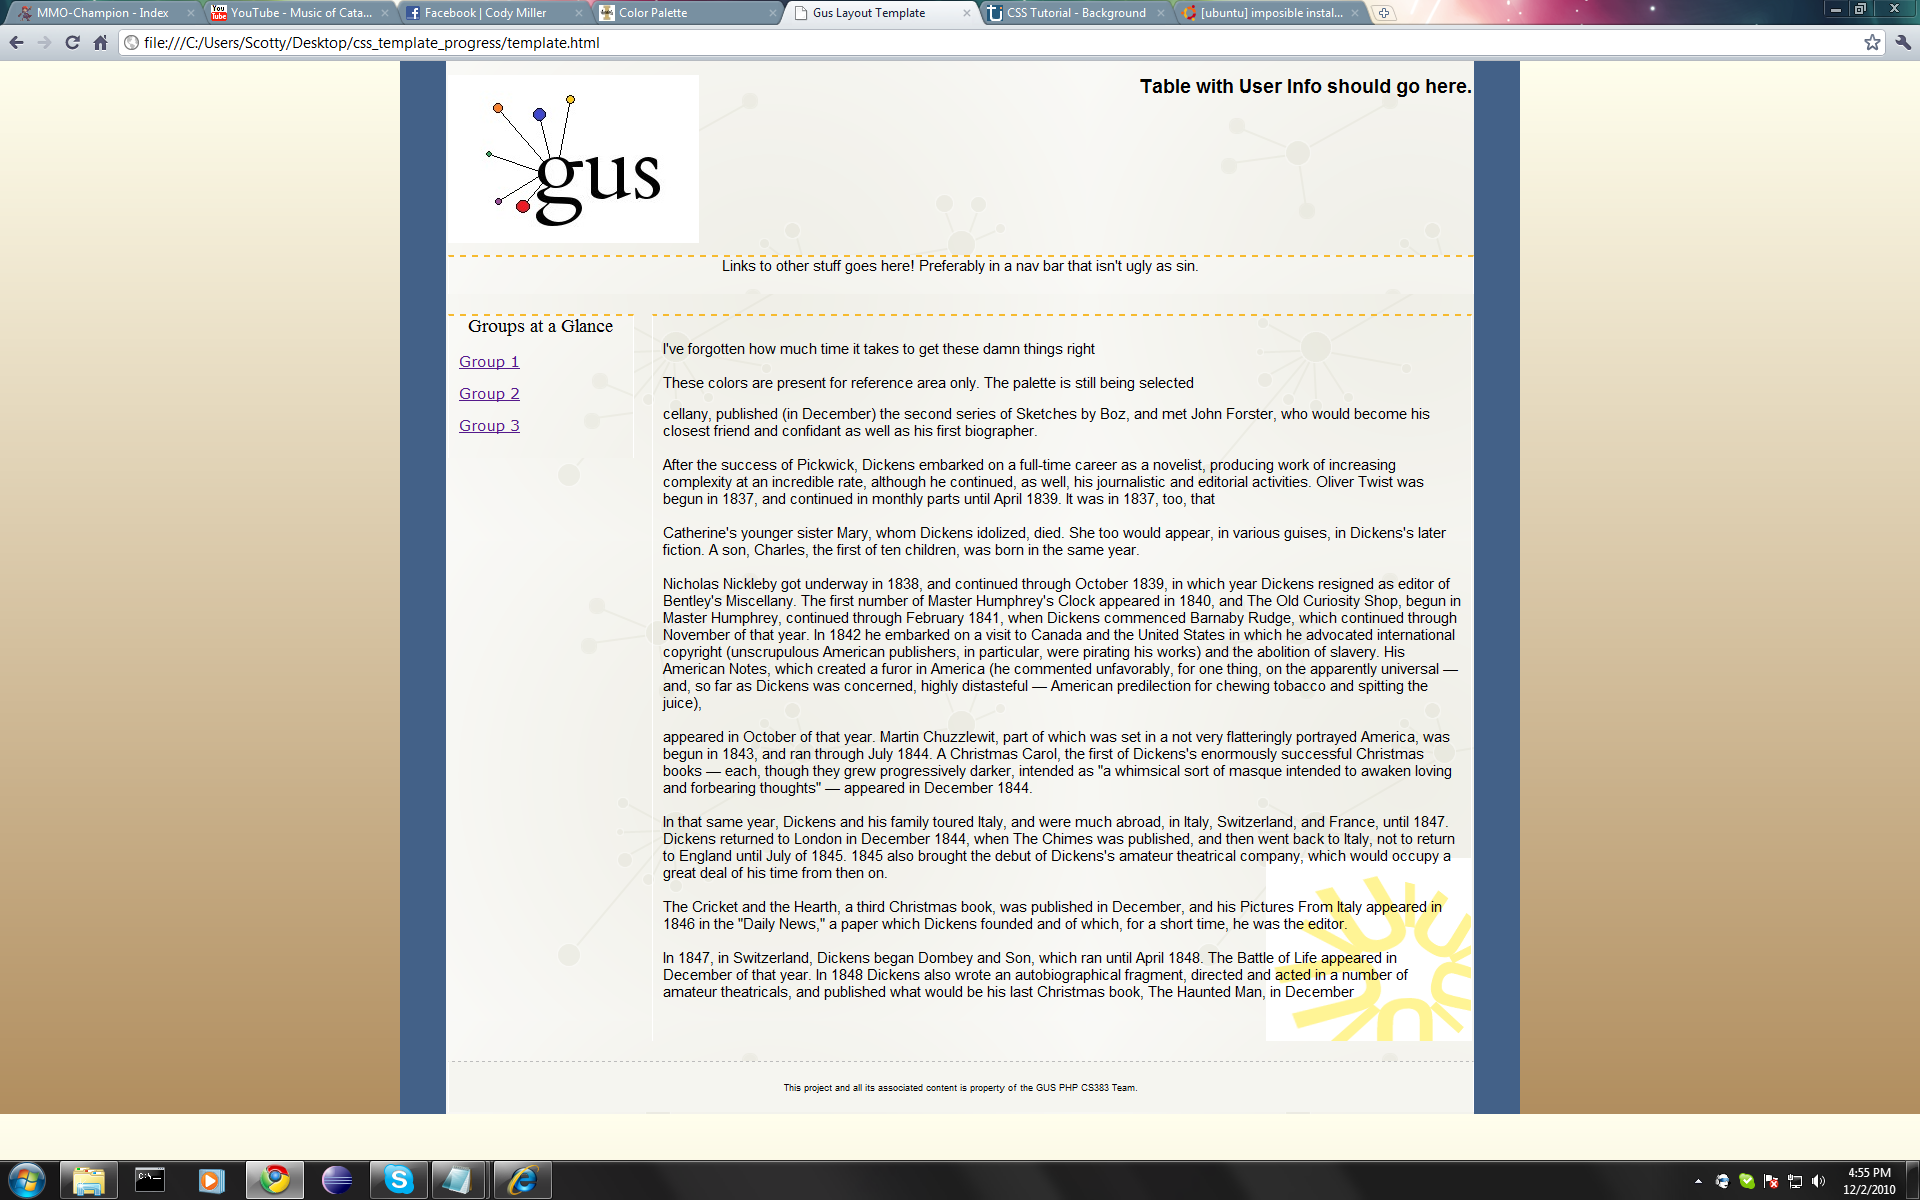 MMO-Champion - Index
YouTube - Music of Cata...
Facebook | Cody Miller
Color Palette
Gus Layout Template
CSS Tutorial - Background
[ubuntu] imposible instal...
file:///C:/Users/Scotty/Desktop/css_template_progress/template.html
gus
Table with User Info should go here.
Links to other stuff goes here! Preferably in a nav bar that isn't ugly as sin.
Groups at a Glance
Group 1
Group 2
Group 3
I've forgotten how much time it takes to get these damn things right
These colors are present for reference area only. The palette is still being selected
cellany, published (in December) the second series of Sketches by Boz, and met John Forster, who would become his
closest friend and confidant as well as his first biographer.
After the success of Pickwick, Dickens embarked on a full-time career as a novelist, producing work of increasing
complexity at an incredible rate, although he continued, as well, his journalistic and editorial activities. Oliver Twist was
begun in 1837, and continued in monthly parts until April 1839. It was in 1837, too, that
Catherine's younger sister Mary, whom Dickens idolized, died. She too would appear, in various guises, in Dickens's later
fiction. A son, Charles, the first of ten children, was born in the same year.
Nicholas Nickleby got underway in 1838, and continued through October 1839, in which year Dickens resigned as editor of
Bentley's Miscellany. The first number of Master Humphrey's Clock appeared in 1840, and The Old Curiosity Shop, begun in
Master Humphrey, continued through February 1841, when Dickens commenced Barnaby Rudge, which continued through
November of that year. In 1842 he embarked on a visit to Canada and the United States in which he advocated international
copyright (unscrupulous American publishers, in particular, were pirating his works) and the abolition of slavery. His
American Notes, which created a furor in America (he commented unfavorably, for one thing, on the apparently universal —
and, so far as Dickens was concerned, highly distasteful — American predilection for chewing tobacco and spitting the
juice),
appeared in October of that year. Martin Chuzzlewit, part of which was set in a not very flatteringly portrayed America, was
begun in 1843, and ran through July 1844. A Christmas Carol, the first of Dickens's enormously successful Christmas
books — each, though they grew progressively darker, intended as "a whimsical sort of masque intended to awaken loving
and forbearing thoughts" — appeared in December 1844.
In that same year, Dickens and his family toured Italy, and were much abroad, in Italy, Switzerland, and France, until 1847.
Dickens returned to London in December 1844, when The Chimes was published, and then went back to Italy, not to return
to England until July of 1845. 1845 also brought the debut of Dickens's amateur theatrical company, which would occupy a
great deal of his time from then on.
The Cricket and the Hearth, a third Christmas book, was published in December, and his Pictures From Italy appeared in
1846 in the "Daily News," a paper which Dickens founded and of which, for a short time, he was the editor.
In 1847, in Switzerland, Dickens began Dombey and Son, which ran until April 1848. The Battle of Life appeared in
December of that year. In 1848 Dickens also wrote an autobiographical fragment, directed and acted in a number of
amateur theatricals, and published what would be his last Christmas book, The Haunted Man, in December
This project and all its associated content is property of the GUS PHP CS383 Team.
4:55 PM
12/2/2010